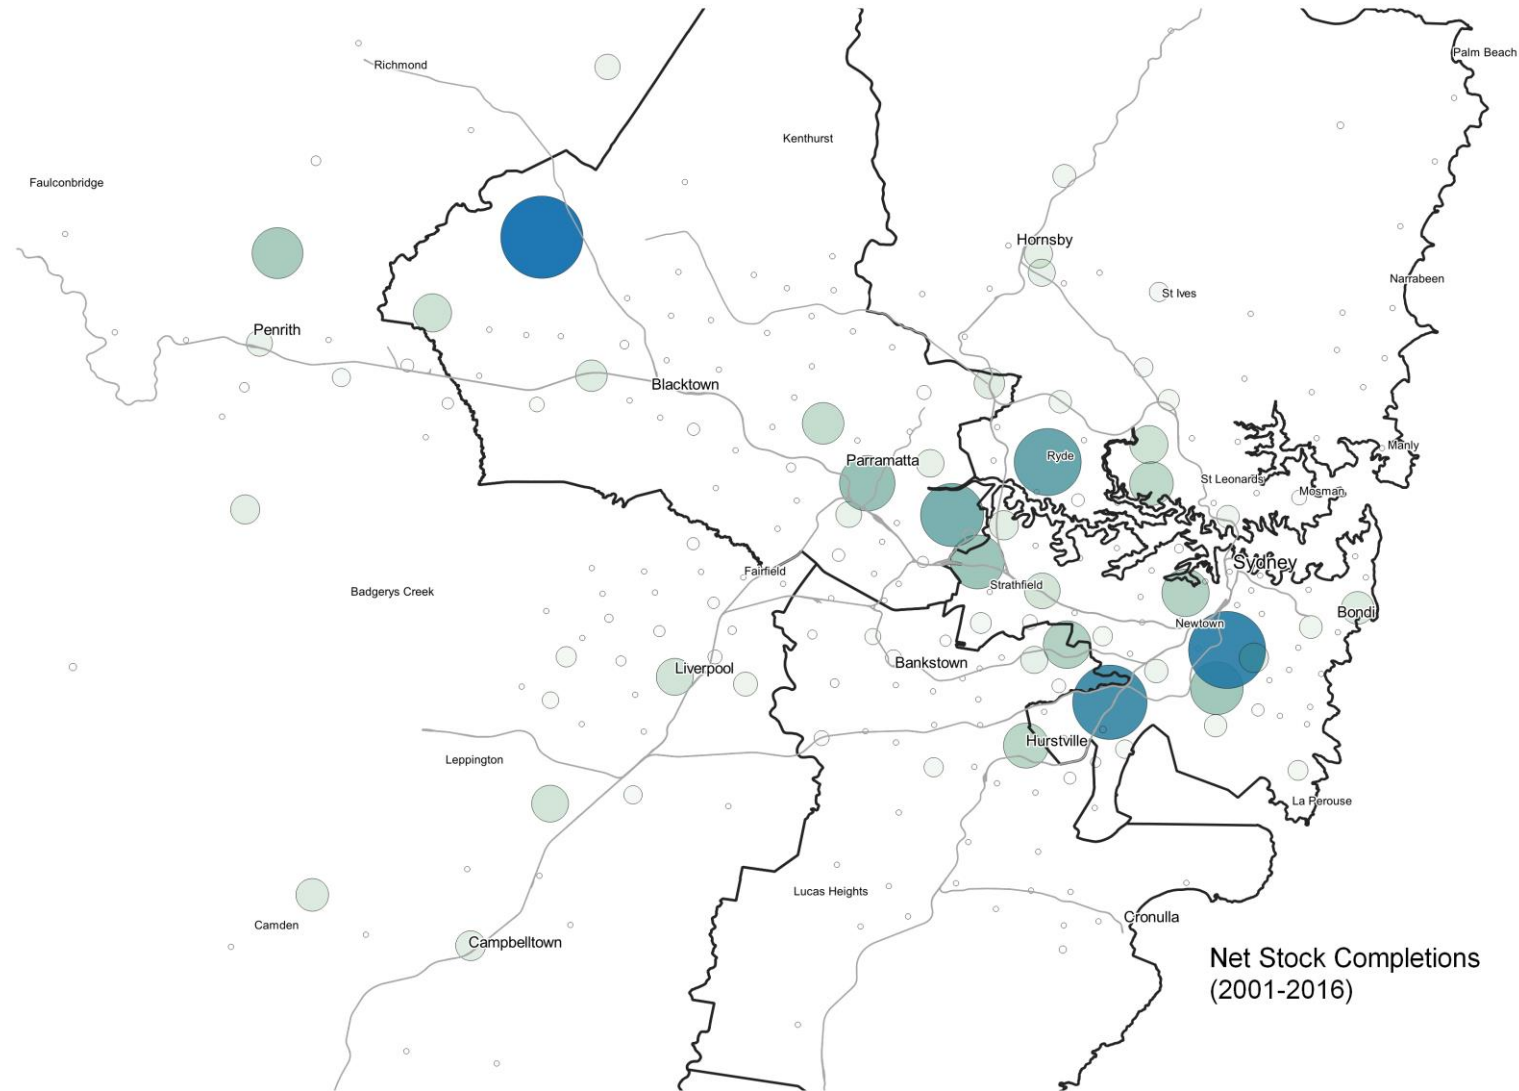 Palm Beach
Richmond
Kenthurst
Faulconbridge
Hornsby
Narrabeen
St Ives
Penrith
Blacktown
Manly
Ryde
Parramatta
St Leonards
Mosman
Sydney
Fairfield
Strathfield
Badgerys Creek
Bondi
Newtown
Bankstown
Liverpool
Hurstville
Leppington
La Perouse
Lucas Heights
Cronulla
Camden
Campbelltown
Net Stock Completions
(2001-2016)